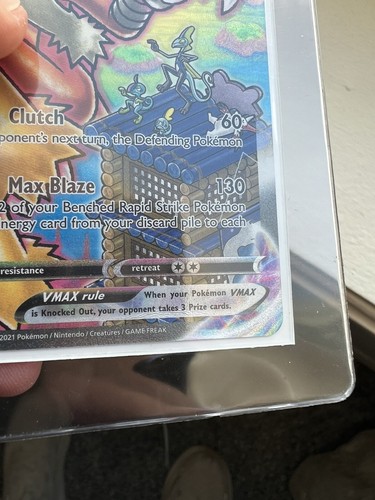 Clutch 60
ponent's next turn, the Defending Pokémon
Max Blaze 130
2 of your Benched Rapid Strike Pokémon
nergy card from your discard pile to each
resistance retreat
VMAX rule When your Pokémon VMAX
is Knocked Out, your opponent takes 3 Prize cards.
2021 Pokémon / Nintendo / Creatures / GAME FREAK